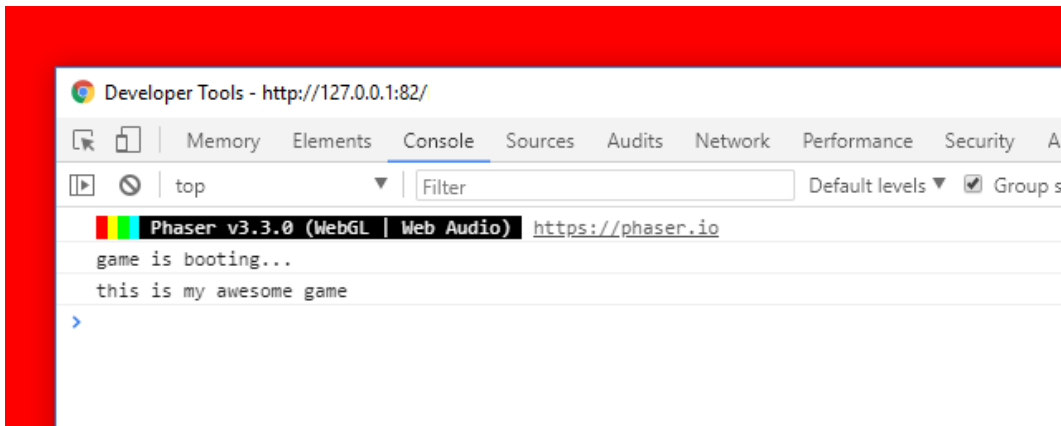 Developer Tools - http://127.0.0.1:82/
Memory Elements Console Sources Audits Network Performance Security A
top Filter Default levels Group s
Phaser v3.3.0 (WebGL | Web Audio) https://phaser.io
game is booting...
this is my awesome game